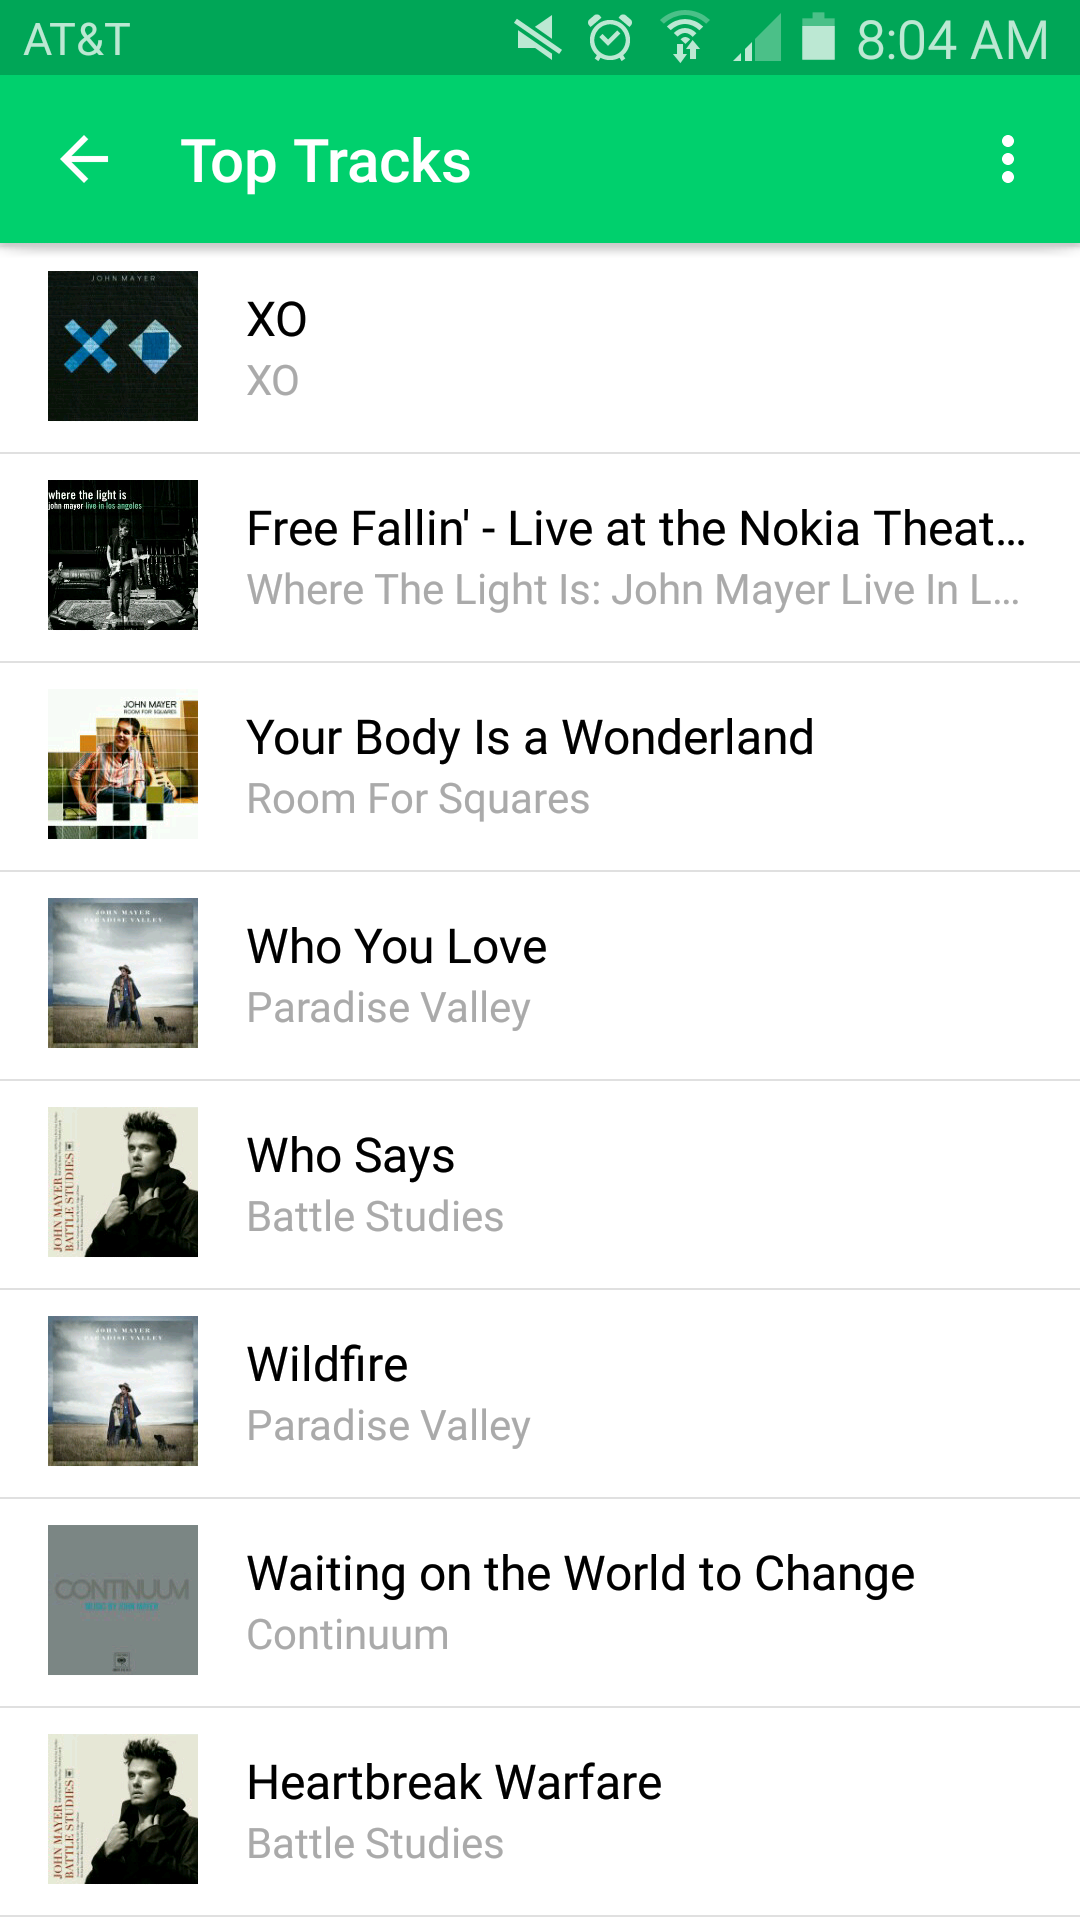 AT&T
8:04 AM
Top Tracks
JOHN MAYER
XO
XO
where the light is
john mayer live in los angeles
Free Fallin' - Live at the Nokia Theat...
Where The Light Is: John Mayer Live In L...
JOHN MAYER
ROOM FOR SQUARES
Your Body Is a Wonderland
Room For Squares
JOHN MAYER
PARADISE VALLEY
Who You Love
Paradise Valley
JOHN MAYER
BATTLE STUDIES
Who Says
Battle Studies
JOHN MAYER
PARADISE VALLEY
Wildfire
Paradise Valley
CONTINUUM
MUSIC BY JOHN MAYER
Waiting on the World to Change
Continuum
JOHN MAYER
BATTLE STUDIES
Heartbreak Warfare
Battle Studies